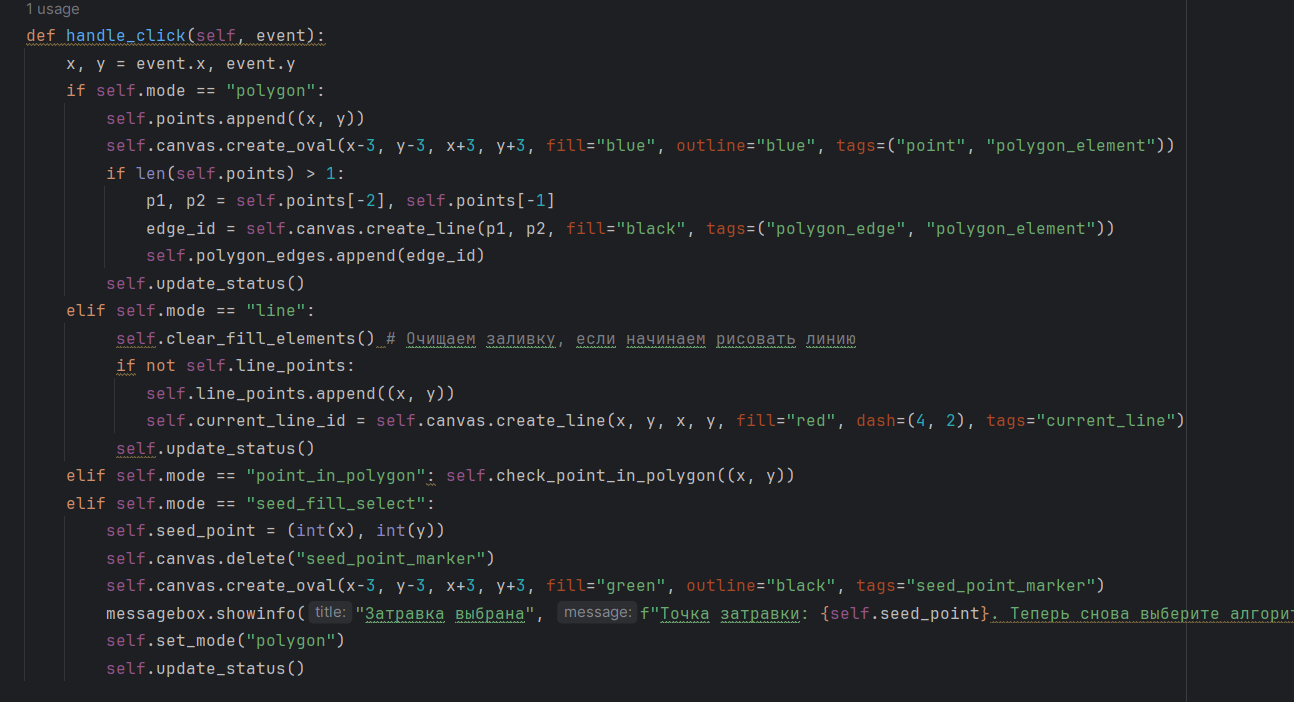 1 usage
def handle_click(self, event):
    x, y = event.x, event.y
    if self.mode == "polygon":
        self.points.append((x, y))
        self.canvas.create_oval(x-3, y-3, x+3, y+3, fill="blue", outline="blue", tags=("point", "polygon_element"))
        if len(self.points) > 1:
            p1, p2 = self.points[-2], self.points[-1]
            edge_id = self.canvas.create_line(p1, p2, fill="black", tags=("polygon_edge", "polygon_element"))
            self.polygon_edges.append(edge_id)
        self.update_status()
    elif self.mode == "line":
         self.clear_fill_elements() # Очищаем заливку, если начинаем рисовать линию
         if not self.line_points:
            self.line_points.append((x, y))
            self.current_line_id = self.canvas.create_line(x, y, x, y, fill="red", dash=(4, 2), tags="current_line")
         self.update_status()
    elif self.mode == "point_in_polygon": self.check_point_in_polygon((x, y))
    elif self.mode == "seed_fill_select":
        self.seed_point = (int(x), int(y))
        self.canvas.delete("seed_point_marker")
        self.canvas.create_oval(x-3, y-3, x+3, y+3, fill="green", outline="black", tags="seed_point_marker")
        messagebox.showinfo( title: "Затравка выбрана", message: f"Точка затравки: {self.seed_point}. Теперь снова выберите
        self.set_mode("polygon")
        self.update_status()